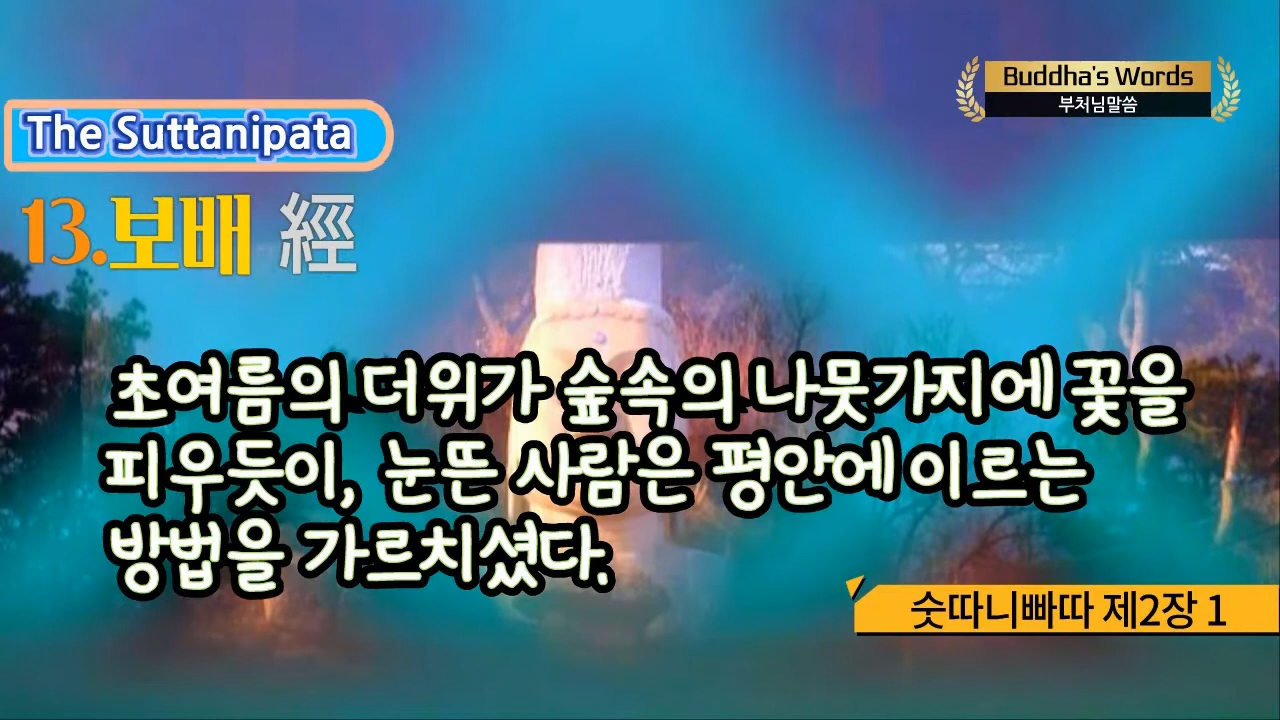 Buddha's Words
부처님말씀
The Suttanipata
13.보배 經
초여름의 더위가 숲속의 나뭇가지에 꽃을
피우듯이, 눈뜬 사람은 평안에 이르는
방법을 가르치셨다.
숫따니빠따 제2장 1